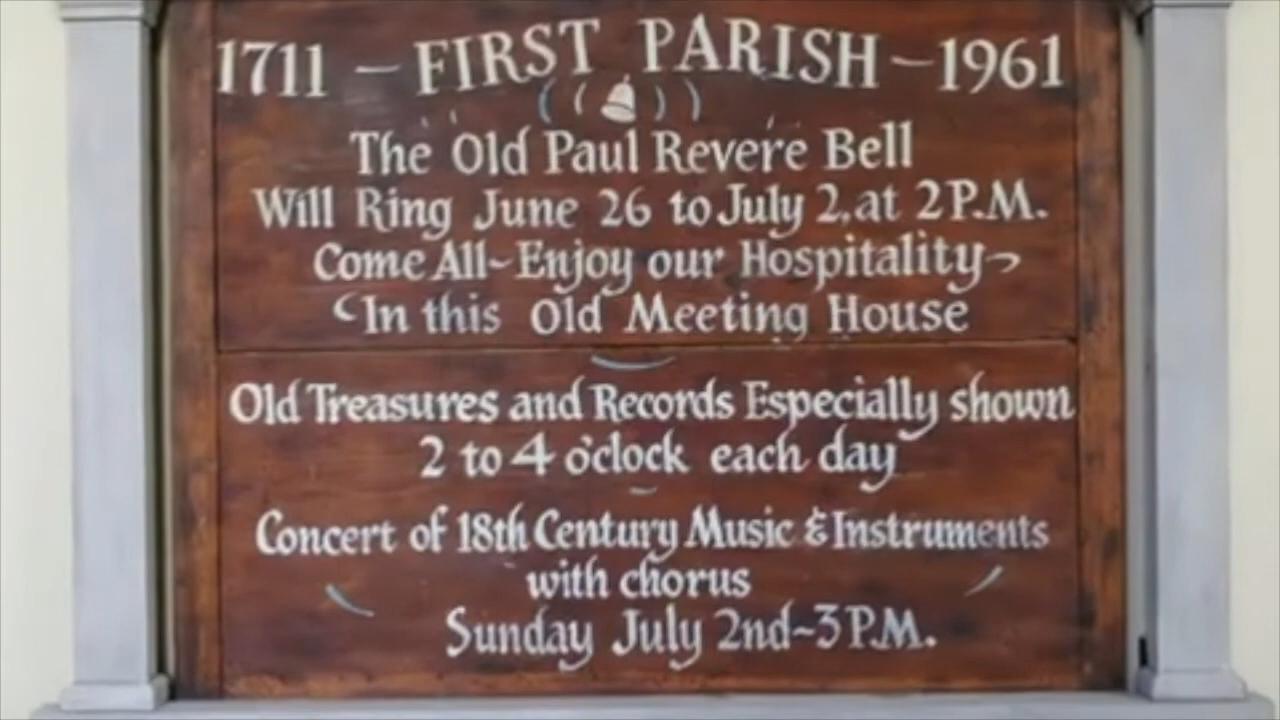 1711 – FIRST PARISH – 1961
The Old Paul Revere Bell
Will Ring June 26 to July 2, at 2 P.M.
Come All ~ Enjoy our Hospitality
In this Old Meeting House
Old Treasures and Records Especially shown
2 to 4 o'clock each day
Concert of 18th Century Music & Instruments
with chorus
Sunday July 2nd ~ 3 P.M.